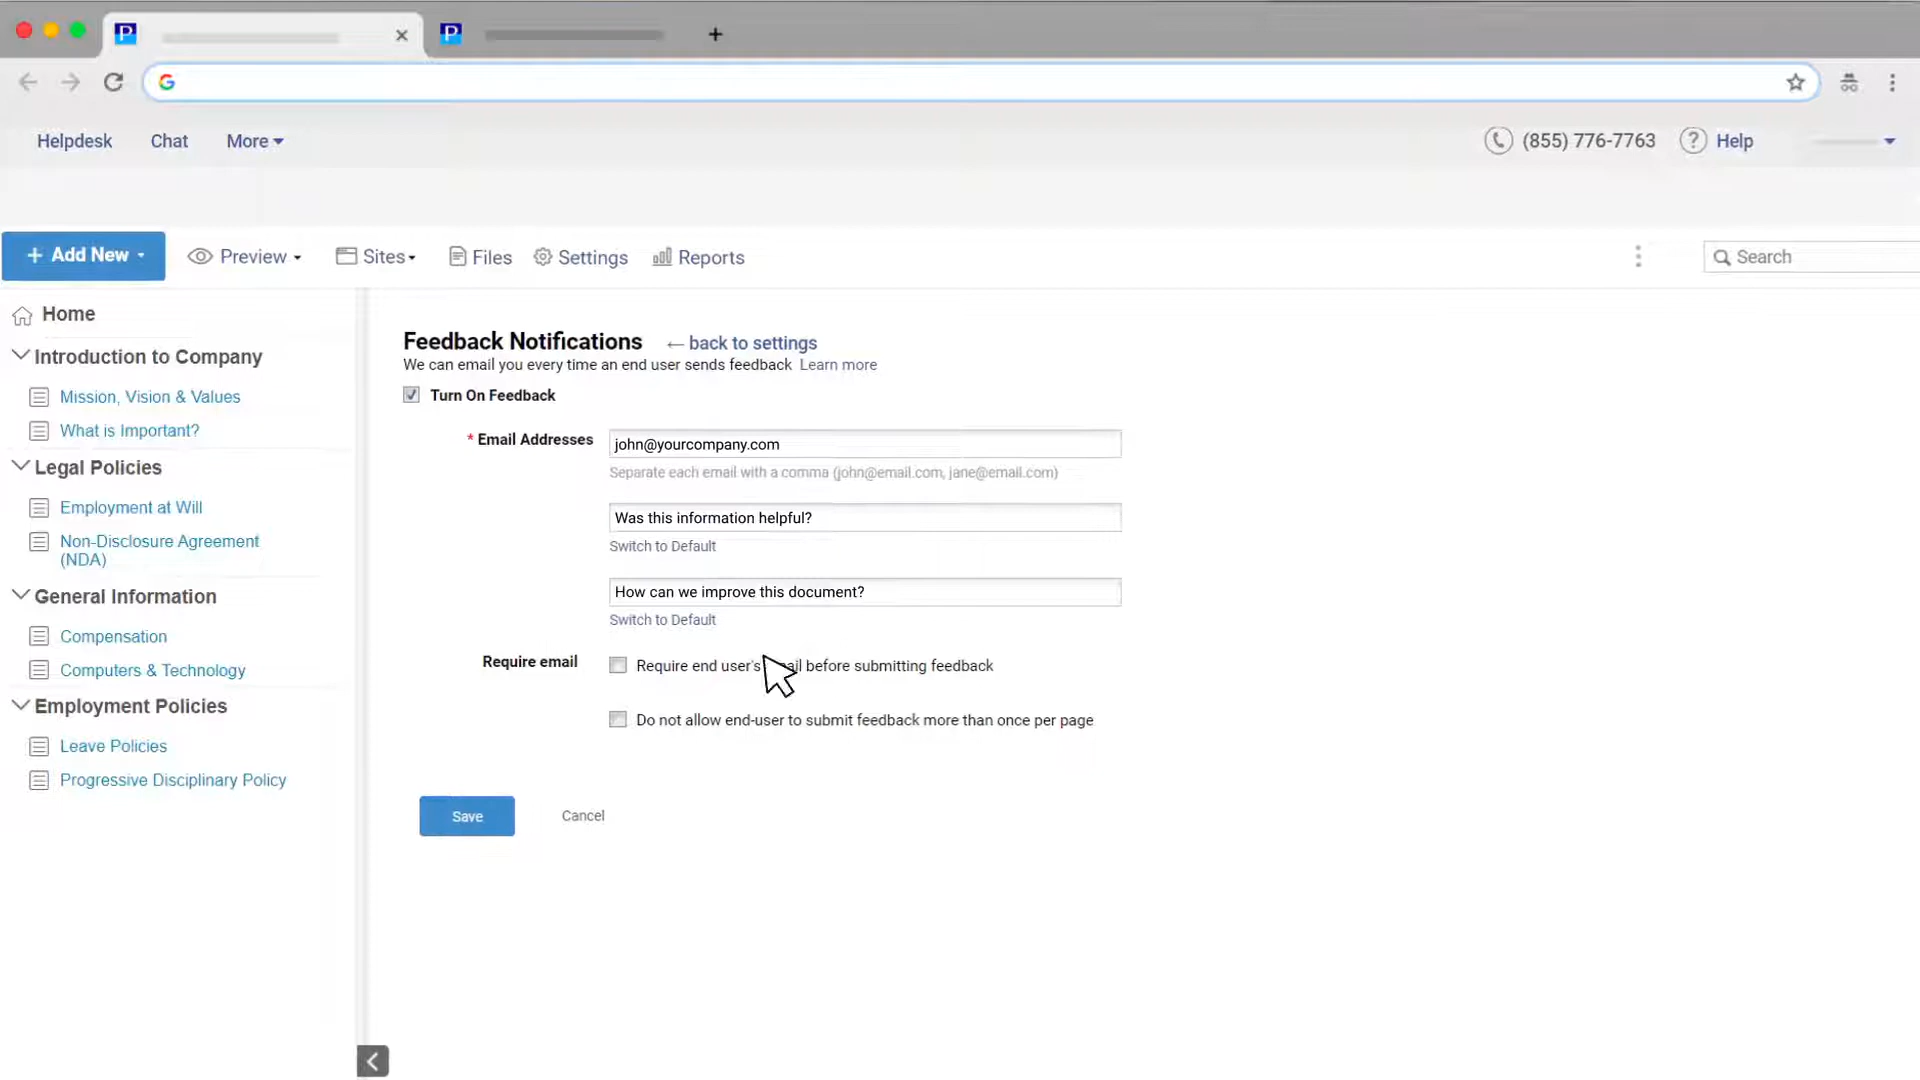 P
P
Helpdesk
Chat
More
(855) 776-7763
? Help
+ Add New
Preview
Sites
Files
Settings
Reports
Search
Home
Introduction to Company
Mission, Vision & Values
What is Important?
Legal Policies
Employment at Will
Non-Disclosure Agreement
(NDA)
General Information
Compensation
Computers & Technology
Employment Policies
Leave Policies
Progressive Disciplinary Policy
Feedback Notifications ← back to settings
We can email you every time an end user sends feedback Learn more
Turn On Feedback
* Email Addresses john@yourcompany.com
Separate each email with a comma (john@email.com, jane@email.com)
Was this information helpful?
Switch to Default
How can we improve this document?
Switch to Default
Require email Require end user's email before submitting feedback
Do not allow end-user to submit feedback more than once per page
Save
Cancel